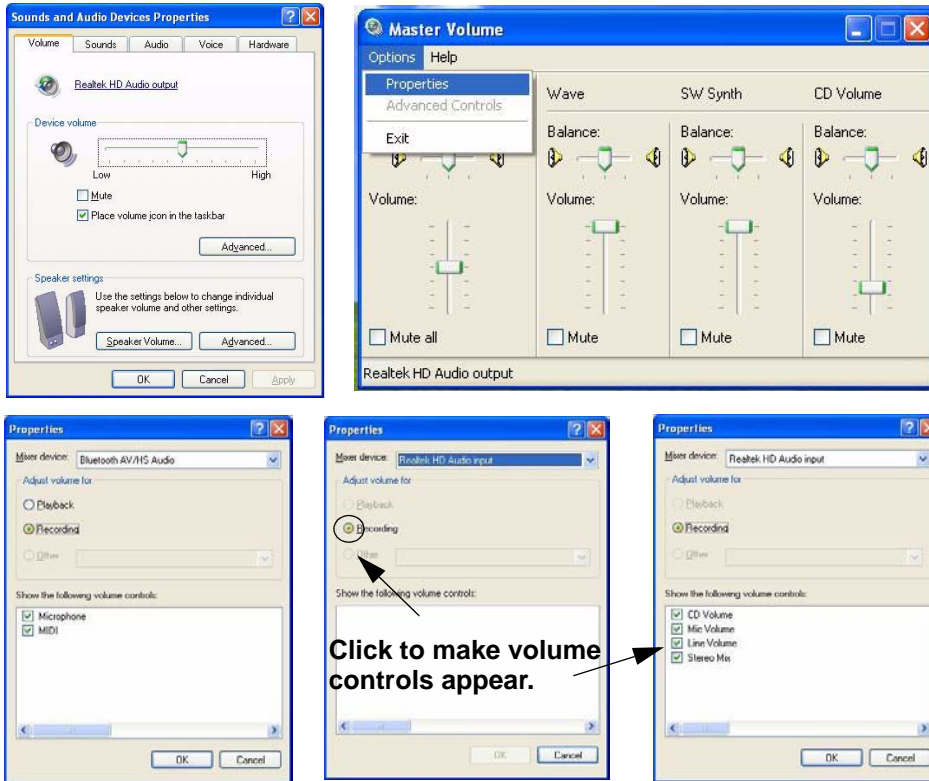 Sounds and Audio Devices Properties
Volume
Sounds
Audio
Voice
Hardware
Realtek HD Audio output
Device volume
Low
High
Mute
Place volume icon in the taskbar
Advanced...
Speaker settings
Use the settings below to change individual
speaker volume and other settings.
Speaker Volume...
Advanced...
OK
Cancel
Apply
Master Volume
Options
Help
Properties
Advanced Controls
Exit
Wave
SW Synth
CD Volume
Balance:
Balance:
Balance:
Volume:
Volume:
Volume:
Volume:
Mute all
Mute
Mute
Mute
Realtek HD Audio output
Properties
Mixer device:
Bluetooth AV/HS Audio
Adjust volume for
Playback
Recording
Other
Show the following volume controls:
Microphone
MIDI
OK
Cancel
Properties
Mixer device:
Realtek HD Audio input
Adjust volume for
Playback
Recording
Other
Show the following volume controls:
Click to make volume
controls appear.
OK
Cancel
Properties
Mixer device:
Realtek HD Audio input
Adjust volume for
Playback
Recording
Other
Show the following volume controls:
CD Volume
Mic Volume
Line Volume
Stereo Mix
OK
Cancel